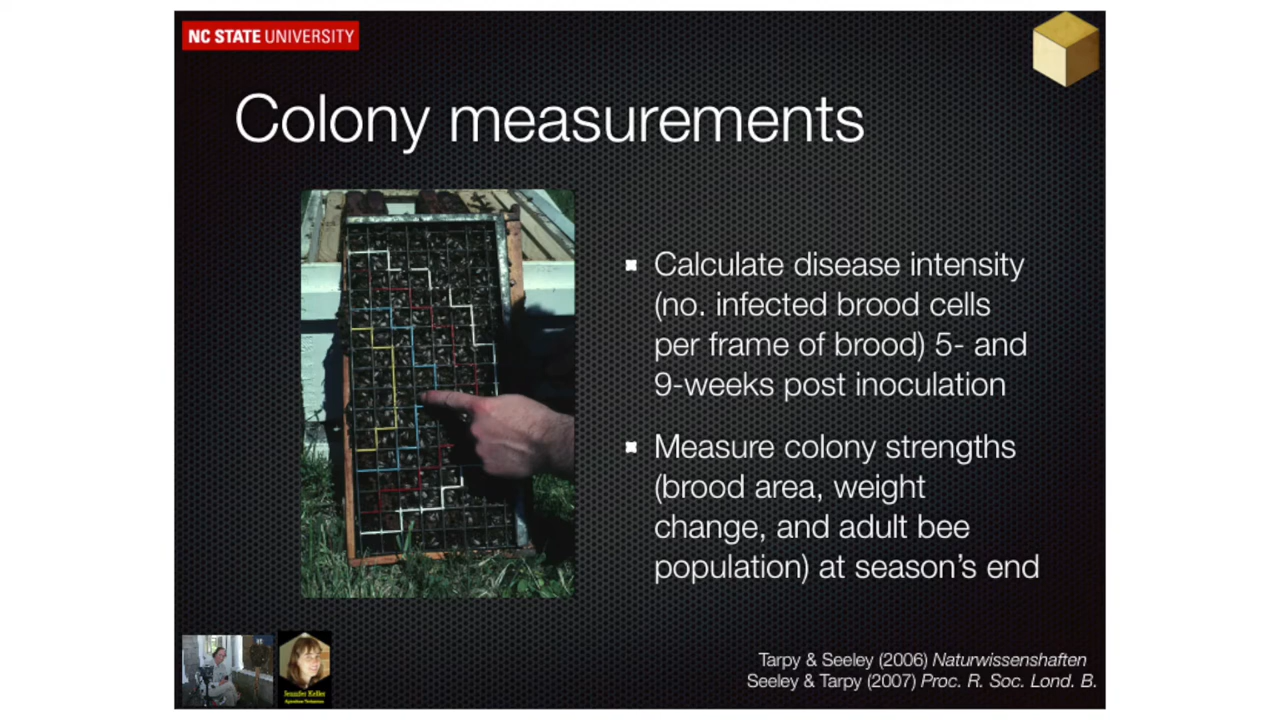 NC STATE UNIVERSITY
Colony measurements
Calculate disease intensity
(no. infected brood cells
per frame of brood) 5- and
9-weeks post inoculation
Measure colony strengths
(brood area, weight
change, and adult bee
population) at season's end
Jennifer Keller
Tarpy & Seeley (2006) Naturwissenshaften
Seeley & Tarpy (2007) Proc. R. Soc. Lond. B.